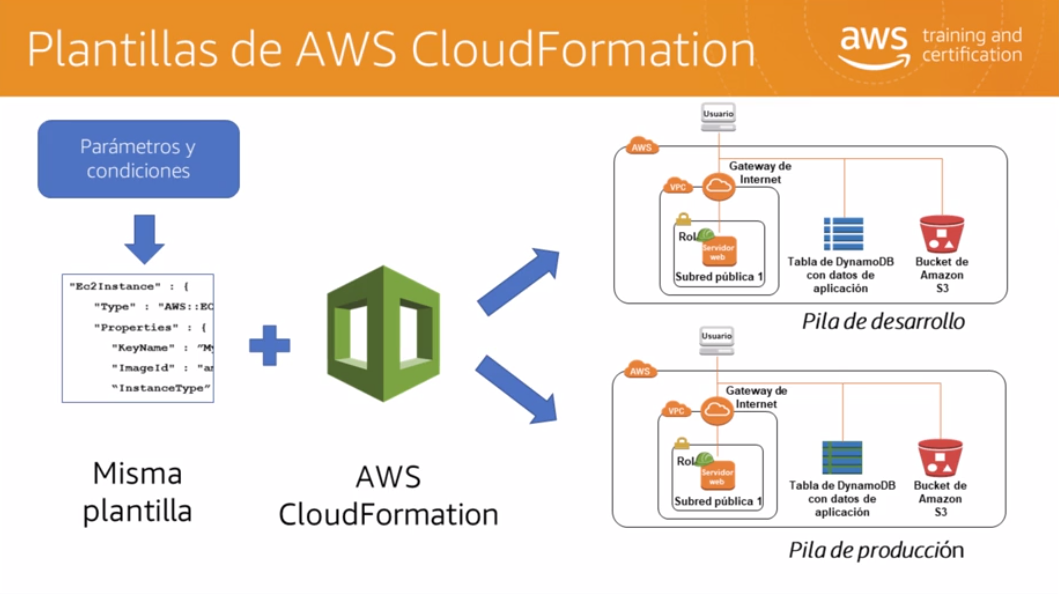 Plantillas de AWS CloudFormation
aws training and
certification
Parámetros y
condiciones
"Ec2Instance" : {
"Type" : "AWS::EC
"Properties" : {
"KeyName" : "My
"ImageId" : "am
"InstanceType"
Misma
plantilla
AWS
CloudFormation
Usuario
AWS
Gateway de
Internet
VPC
Rol
Servidor
web
Subred pública 1
Tabla de DynamoDB
con datos de
aplicación
Bucket de
Amazon
S3
Pila de desarrollo
Usuario
AWS
Gateway de
Internet
VPC
Rol
Servidor
web
Subred pública 1
Tabla de DynamoDB
con datos de
aplicación
Bucket de
Amazon
S3
Pila de producción